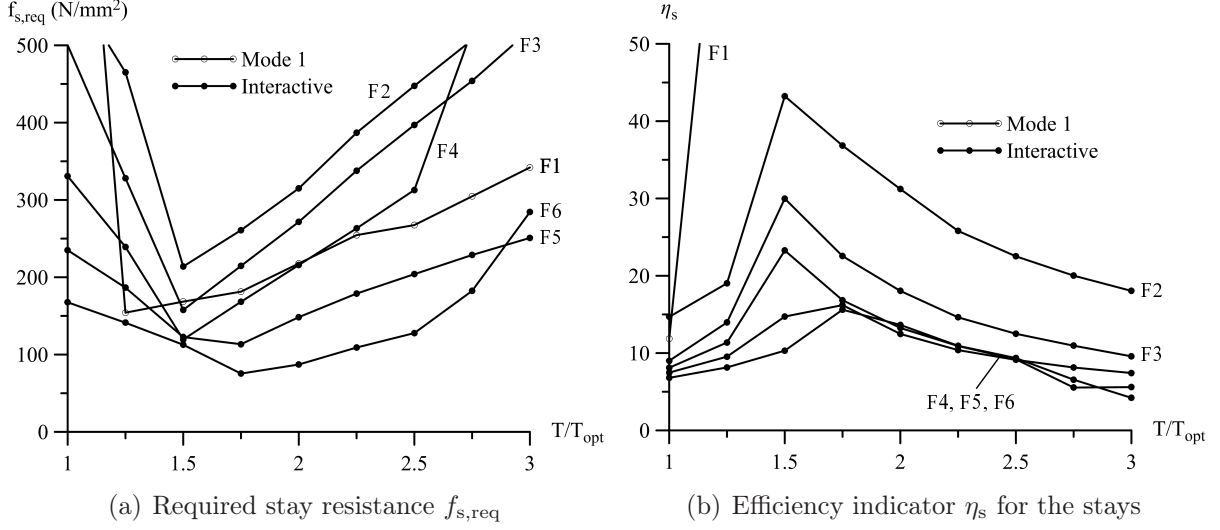 f_s,req (N/mm²)
500
400
300
200
100
0
1
1.5
2
2.5
3
T/T_opt
Mode 1
Interactive
F2
F3
F4
F1
F6
F5
(a) Required stay resistance f_s,req
η_s
50
40
30
20
10
0
1
1.5
2
2.5
3
T/T_opt
F1
Mode 1
Interactive
F2
F3
F4, F5, F6
(b) Efficiency indicator η_s for the stays